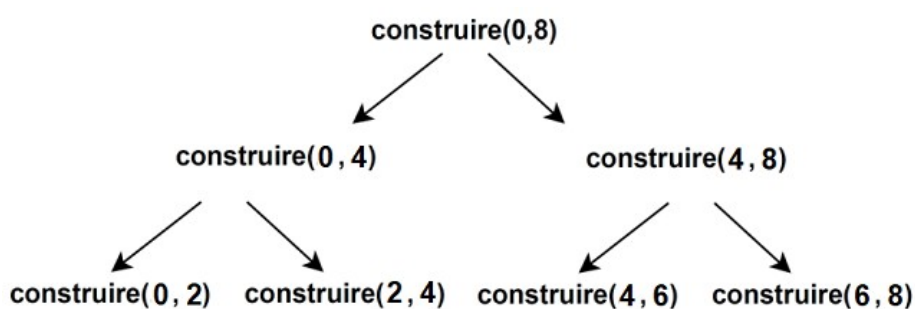 construire(0,8)
construire(0,4) construire(4,8)
construire(0,2) construire(2,4) construire(4,6) construire(6,8)